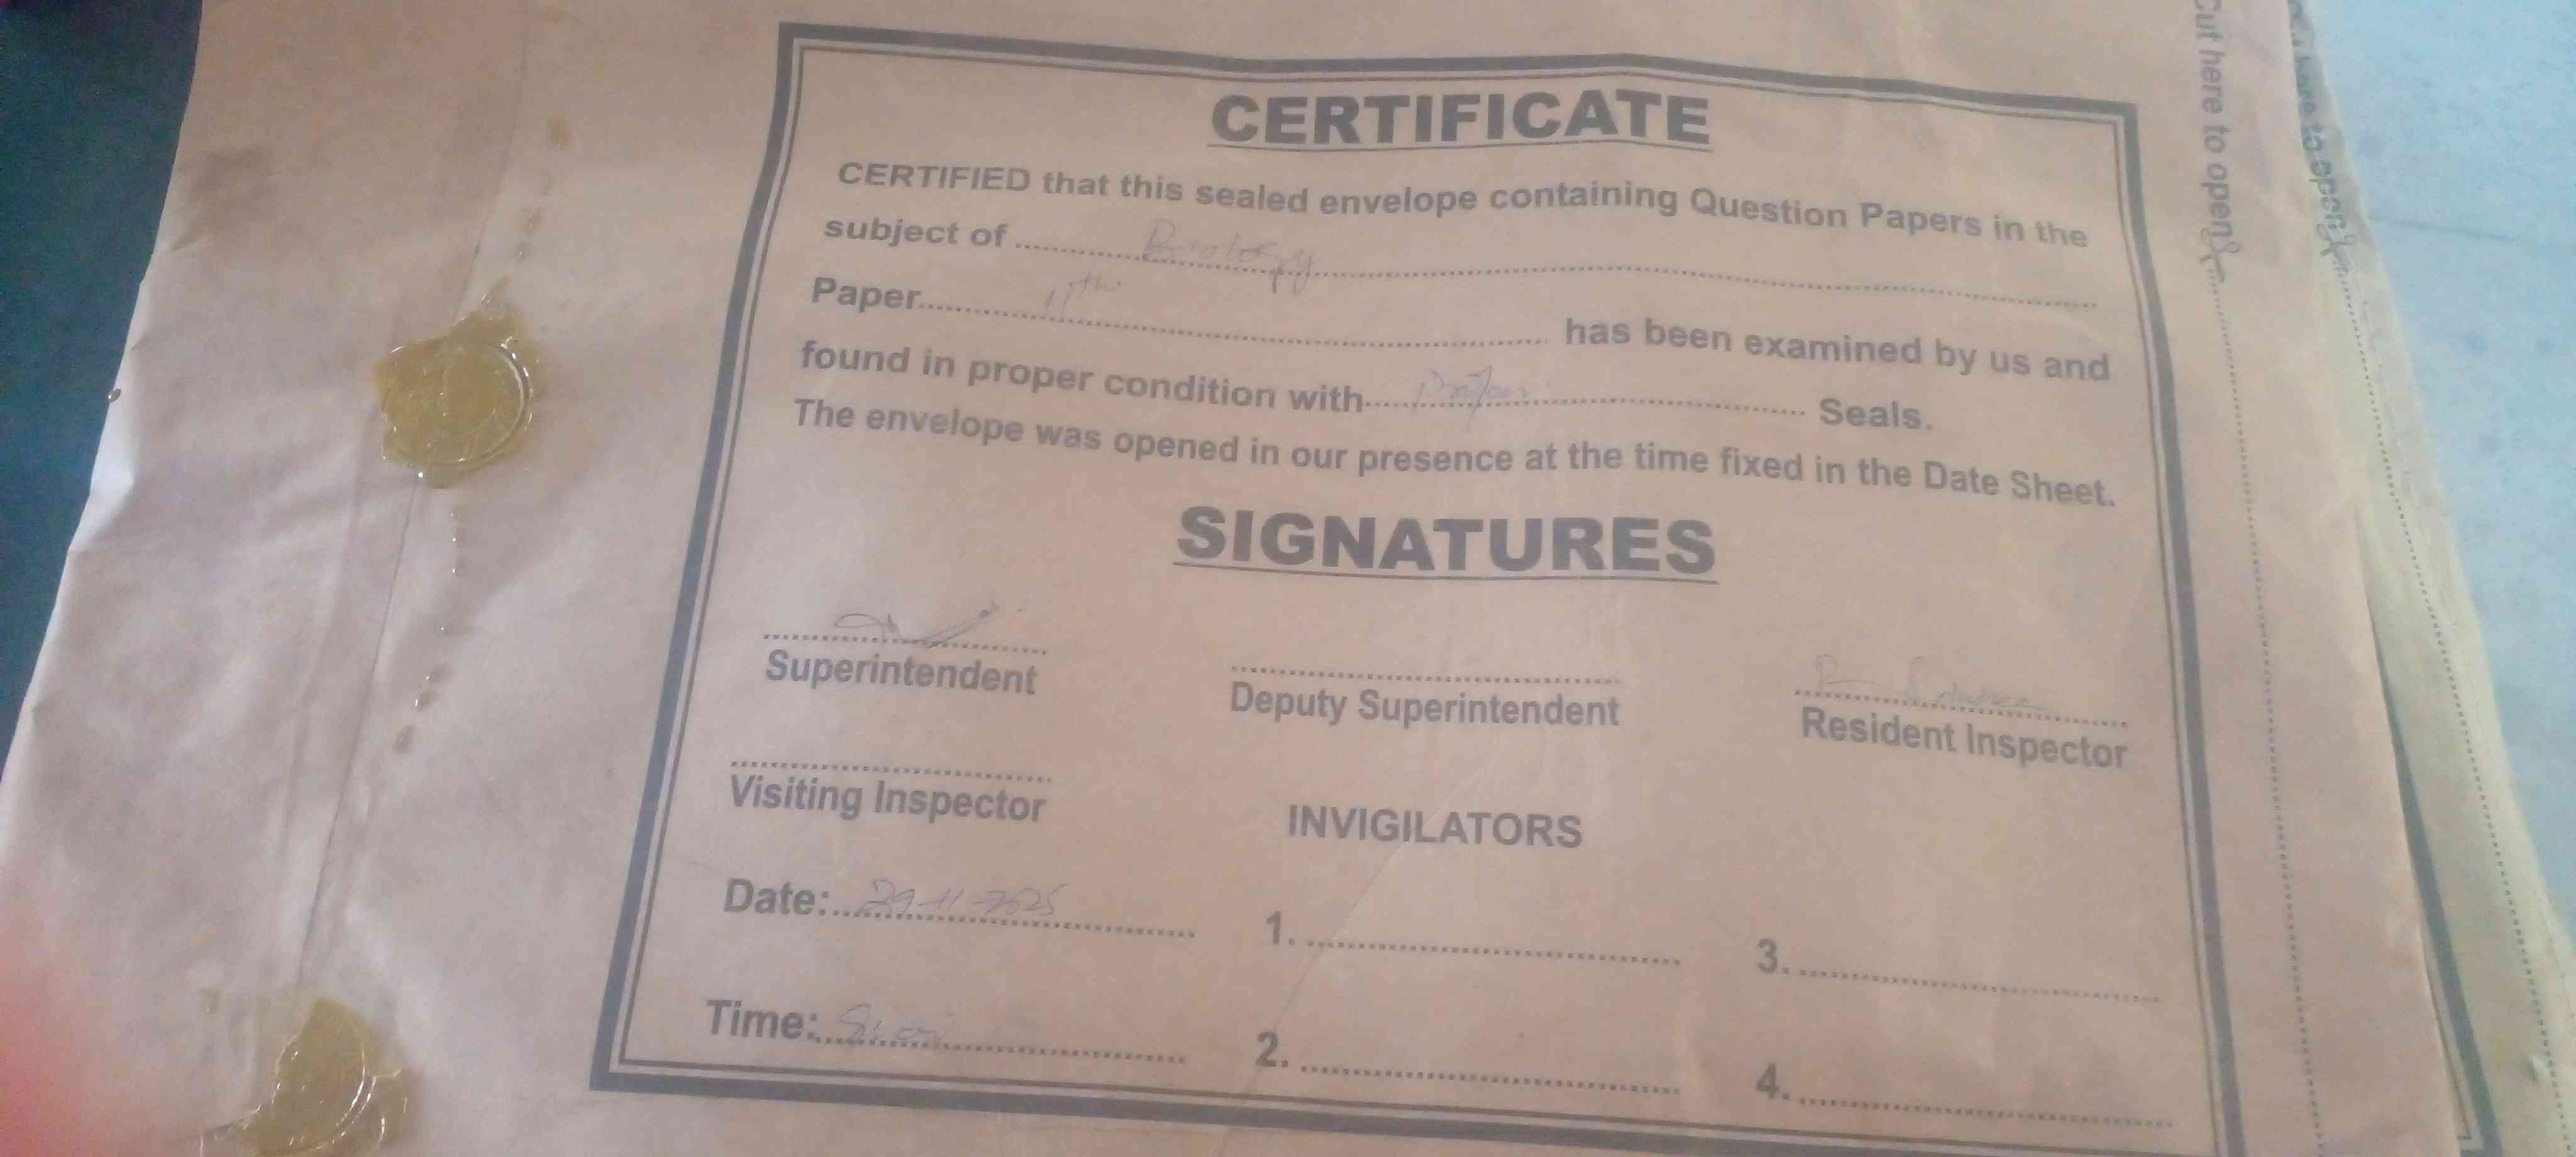 CERTIFICATE
CERTIFIED that this sealed envelope containing Question Papers in the
subject of Biology
Paper 11th has been examined by us and
found in proper condition with Seals.
The envelope was opened in our presence at the time fixed in the Date Sheet.
SIGNATURES
Superintendent
Deputy Superintendent
Resident Inspector
Visiting Inspector
INVIGILATORS
Date: 29-11-2025
1.
3.
Time:
2.
4.
Cut here to open
here to open